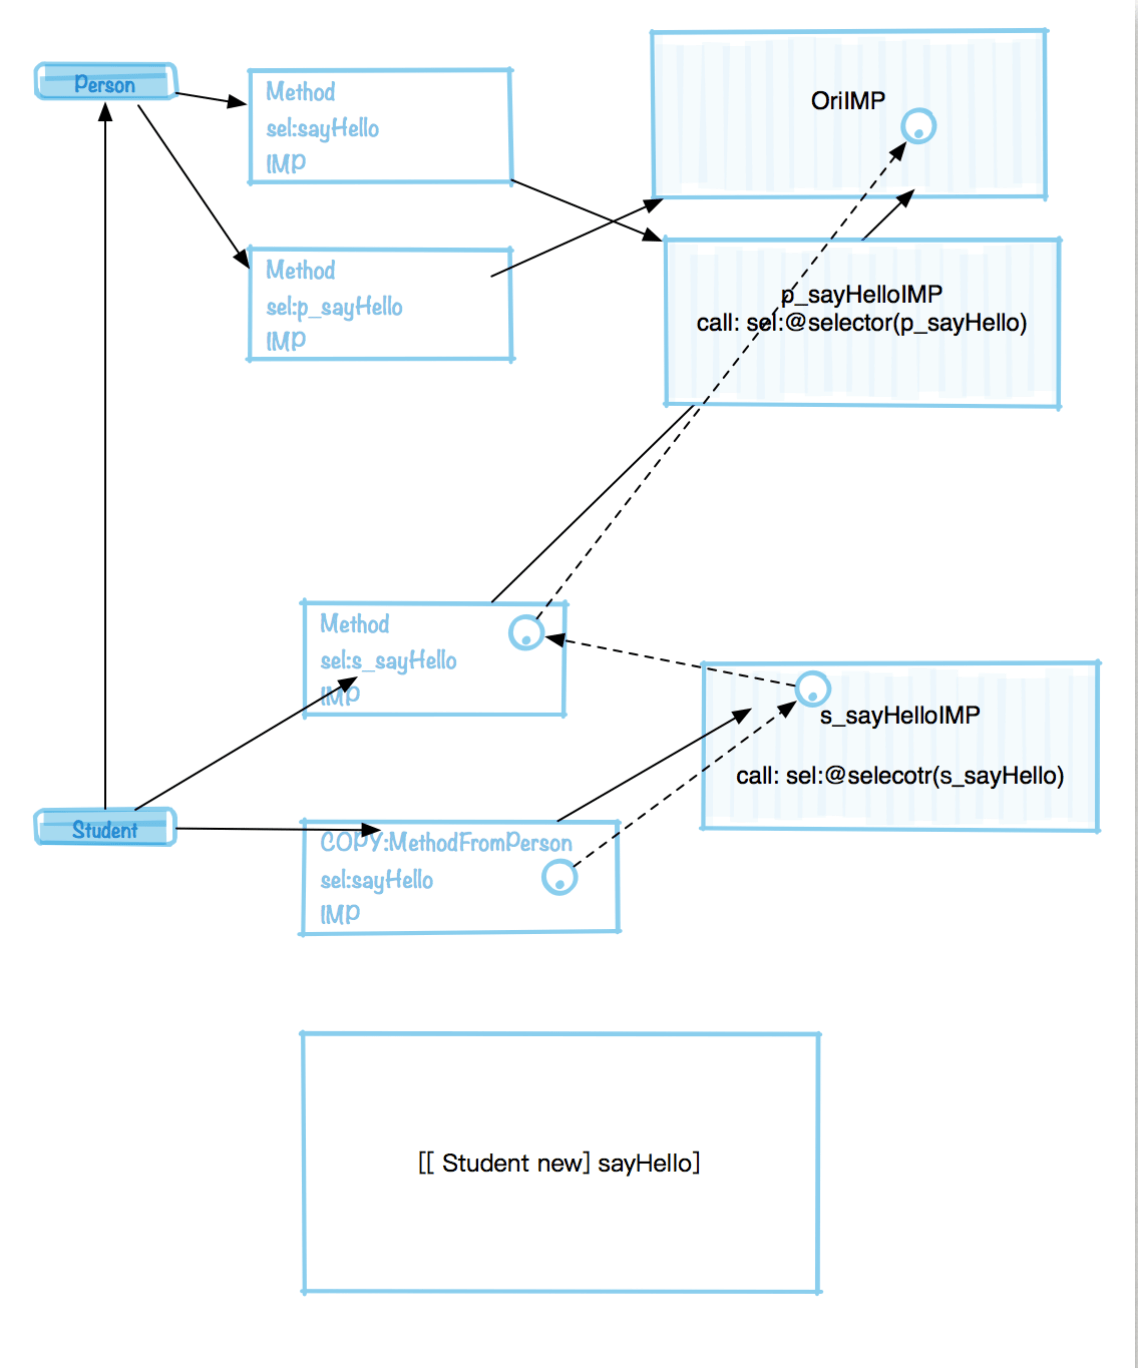 Person
Method
sel:sayHello
IMP
OriIMP
Method
sel:p_sayHello
IMP
p_sayHelloIMP
call: sel:@selector(p_sayHello)
Method
sel:s_sayHello
IMP
s_sayHelloIMP
call: sel:@selecotr(s_sayHello)
Student
COPY:MethodFromPerson
sel:sayHello
IMP
[[ Student new] sayHello]